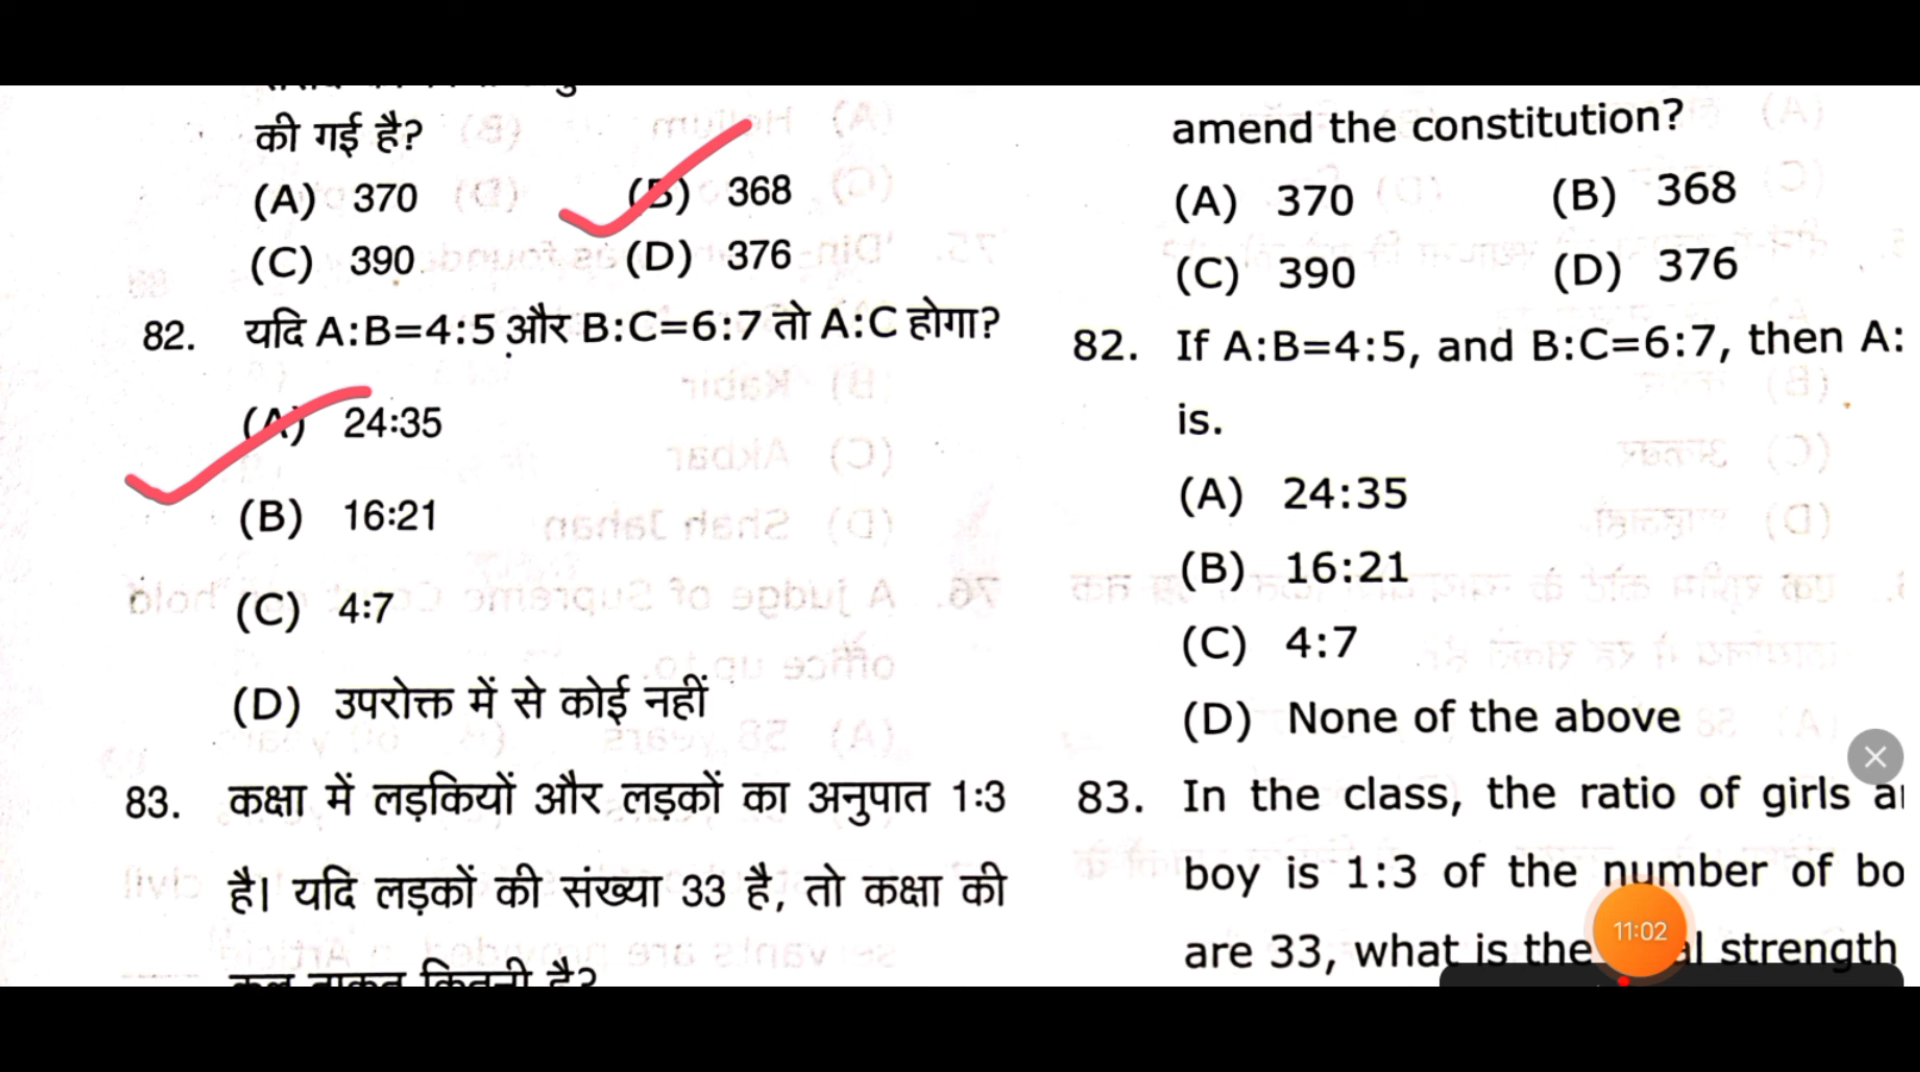 की गई है?
(A) 370 (B) 368
(C) 390 (D) 376
82. यदि A:B=4:5 और B:C=6:7 तो A:C होगा?
(A) 24:35
(B) 16:21
(C) 4:7
(D) उपरोक्त में से कोई नहीं
83. कक्षा में लड़कियों और लड़कों का अनुपात 1:3
है। यदि लड़कों की संख्या 33 है, तो कक्षा की
कुल ताकत कितनी है?
amend the constitution?
(A) 370 (B) 368
(C) 390 (D) 376
82. If A:B=4:5, and B:C=6:7, then A:
is.
(A) 24:35
(B) 16:21
(C) 4:7
(D) None of the above
83. In the class, the ratio of girls
boy is 1:3 of the number of
are 33, what is the strength
11:02